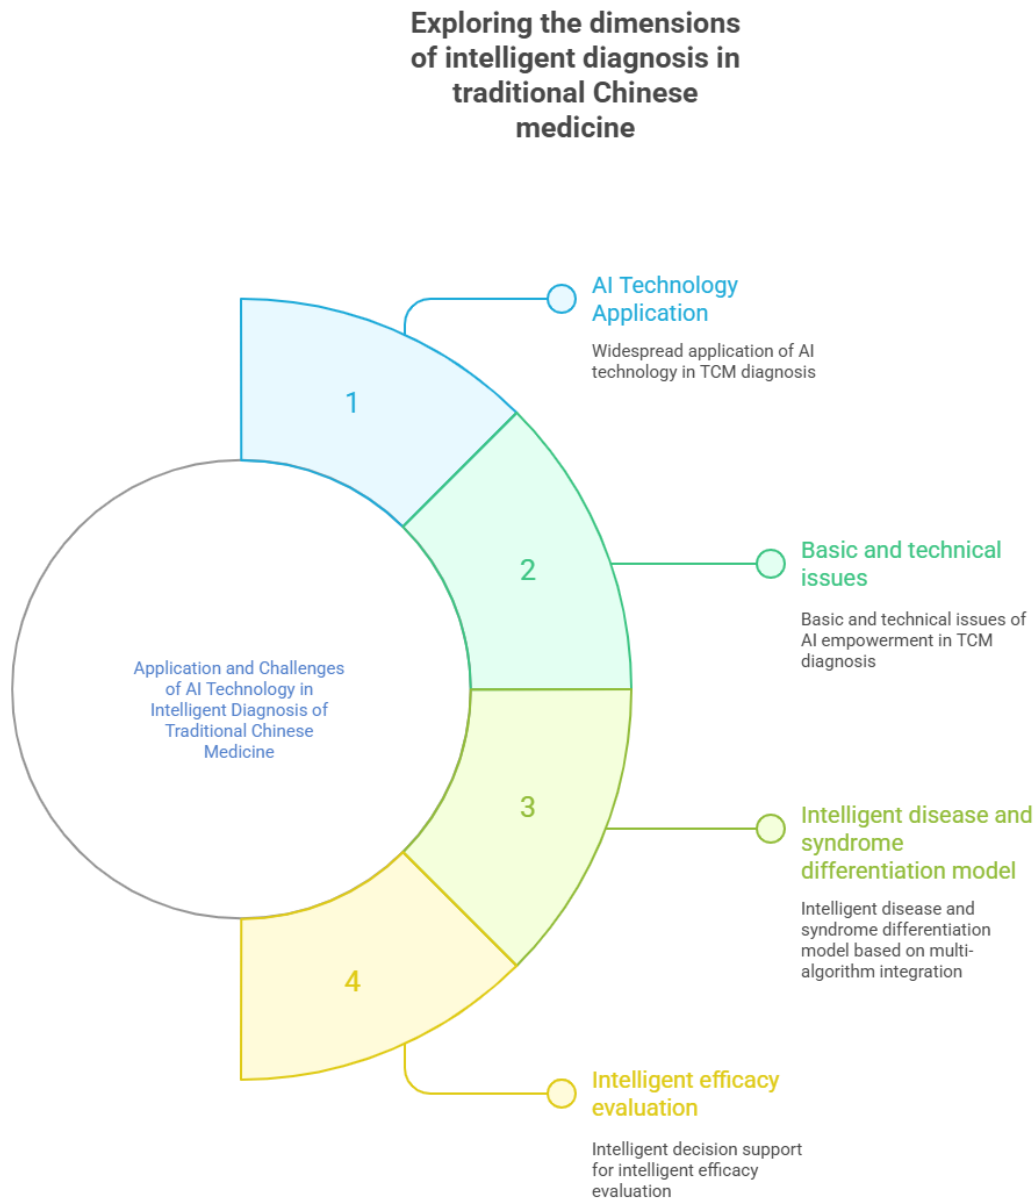 Exploring the dimensions
of intelligent diagnosis in
traditional Chinese
medicine
AI Technology
Application
Widespread application of AI
technology in TCM diagnosis
1
Basic and technical
issues
Basic and technical issues of
AI empowerment in TCM
diagnosis
2
Application and Challenges
of AI Technology in
Intelligent Diagnosis of
Traditional Chinese
Medicine
3
Intelligent disease and
syndrome
differentiation model
Intelligent disease and
syndrome differentiation
model based on multi-
algorithm integration
4
Intelligent efficacy
evaluation
Intelligent decision support
for intelligent efficacy
evaluation